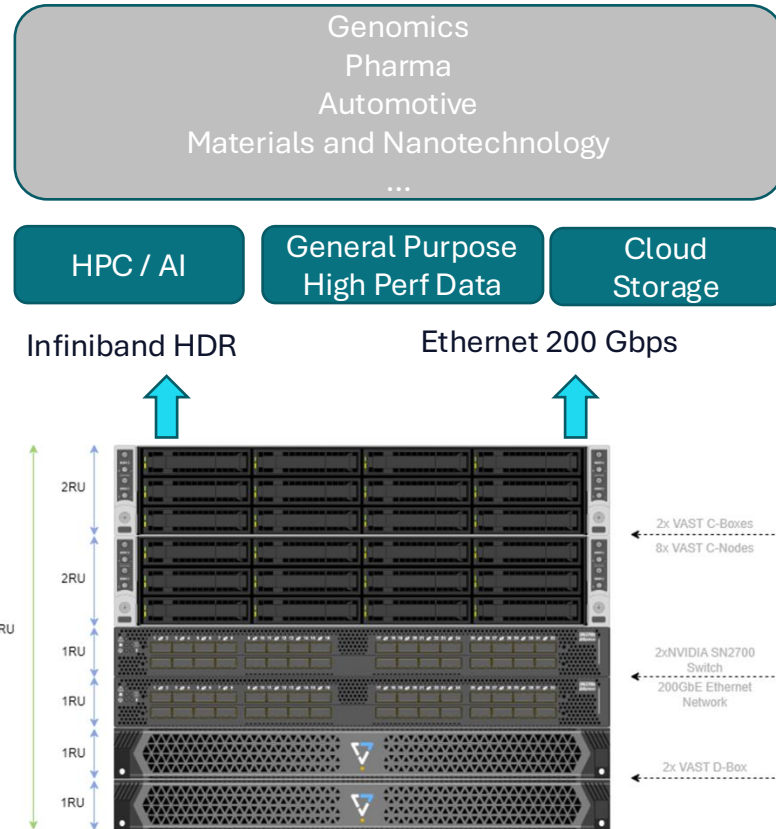 Genomics
Pharma
Automotive
Materials and Nanotechnology
...
HPC / AI
General Purpose
High Perf Data
Cloud
Storage
Infiniband HDR
Ethernet 200 Gbps
2RU
2x VAST C-Boxes
8x VAST C-Nodes
2RU
RU
1RU
2xNVIDIA SN2700
Switch
200GbE Ethernet
Network
1RU
1RU
2x VAST D-Box
1RU